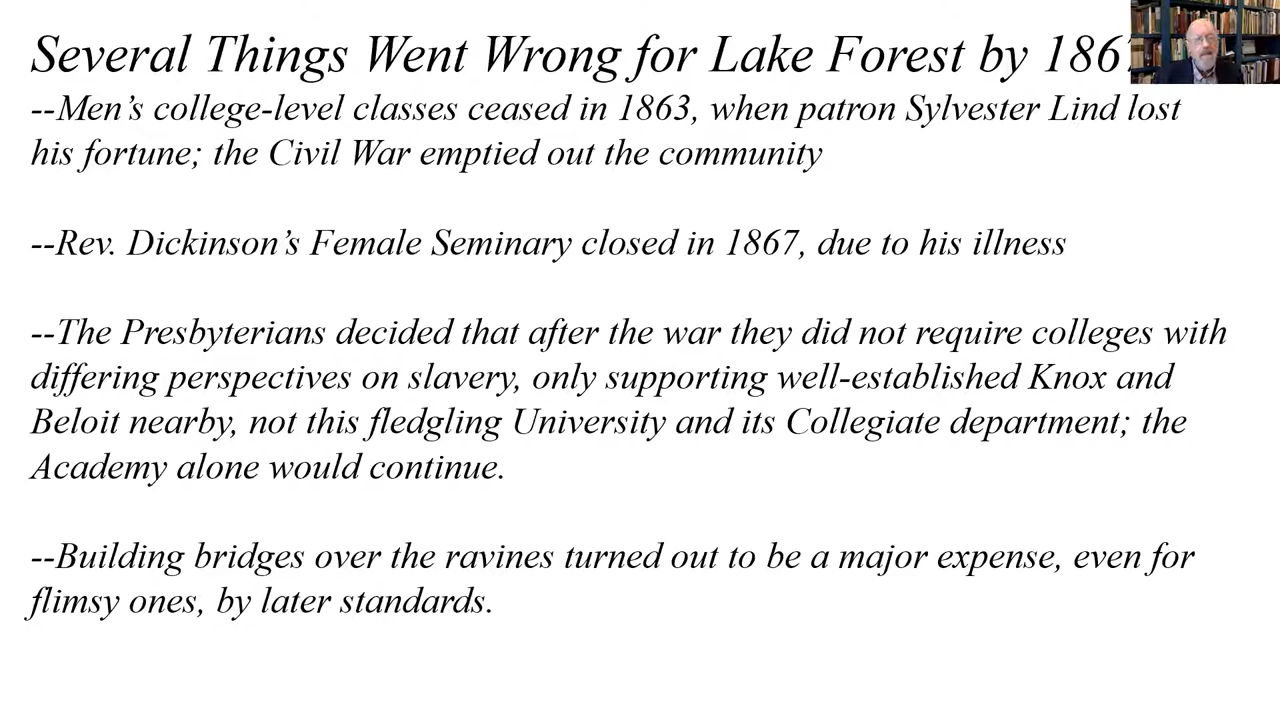 Several Things Went Wrong for Lake Forest by 1867
--Men’s college-level classes ceased in 1863, when patron Sylvester Lind lost
his fortune; the Civil War emptied out the community
--Rev. Dickinson’s Female Seminary closed in 1867, due to his illness
--The Presbyterians decided that after the war they did not require colleges with
differing perspectives on slavery, only supporting well-established Knox and
Beloit nearby, not this fledgling University and its Collegiate department; the
Academy alone would continue.
--Building bridges over the ravines turned out to be a major expense, even for
flimsy ones, by later standards.